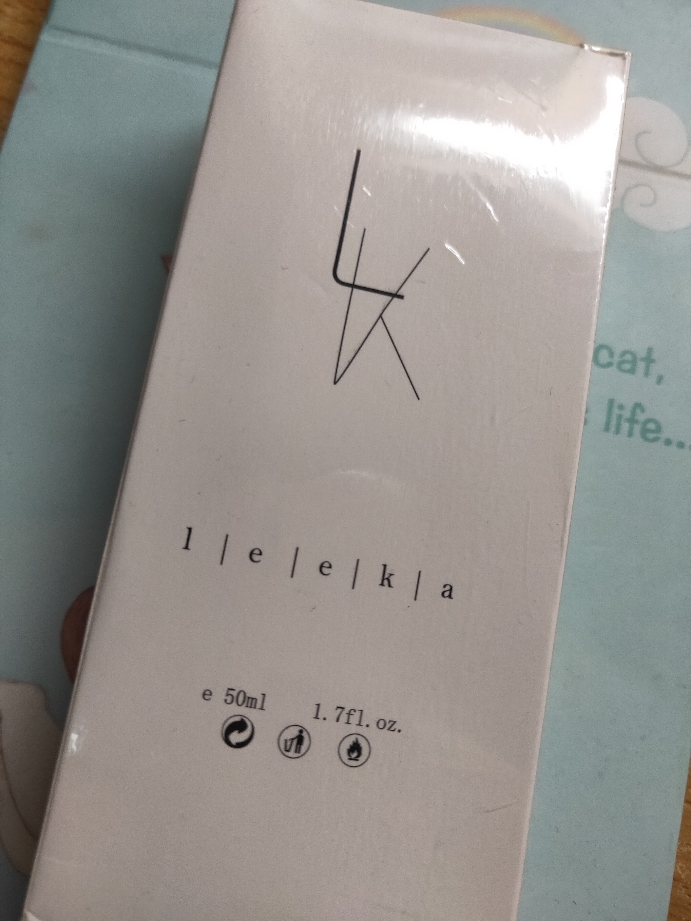 l | e | e | k | a
e 50ml 1.7fl.oz.
cat,
life...